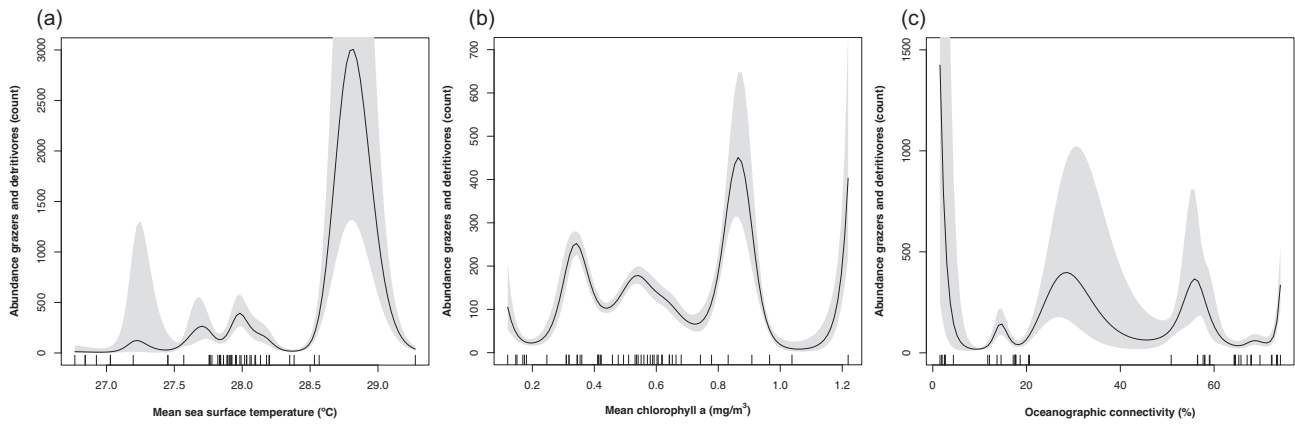 (a)
Abundance grazers and detritivores (count)
3000
2500
2000
1500
1000
500
0
27.0 27.5 28.0 28.5 29.0
Mean sea surface temperature (ºC)
(b)
Abundance grazers and detritivores (count)
700
600
500
400
300
200
100
0
0.2 0.4 0.6 0.8 1.0 1.2
Mean chlorophyll a (mg/m³)
(c)
Abundance grazers and detritivores (count)
1500
1000
500
0
0 20 40 60
Oceanographic connectivity (%)